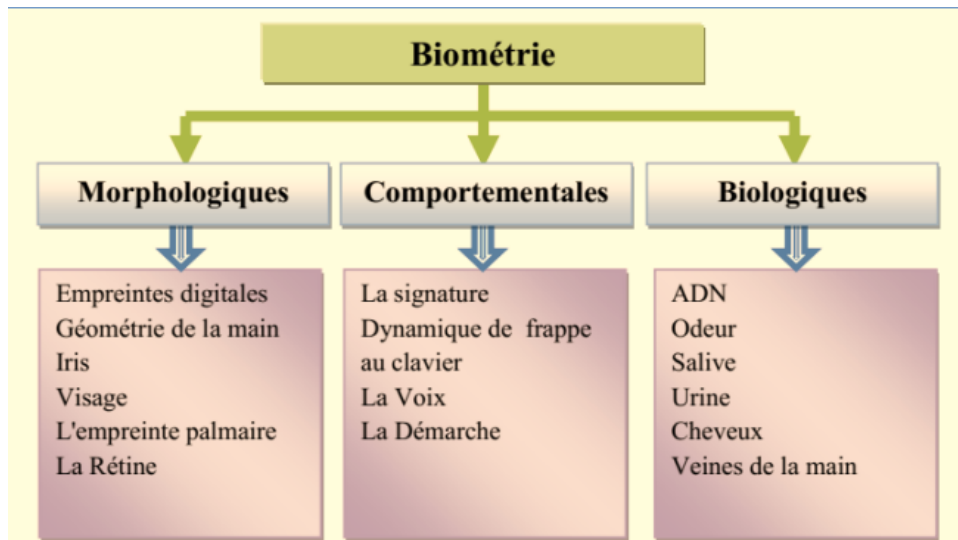 Biométrie
Morphologiques
Comportementales
Biologiques
Empreintes digitales
Géométrie de la main
Iris
Visage
L'empreinte palmaire
La Rétine
La signature
Dynamique de frappe
au clavier
La Voix
La Démarche
ADN
Odeur
Salive
Urine
Cheveux
Veines de la main